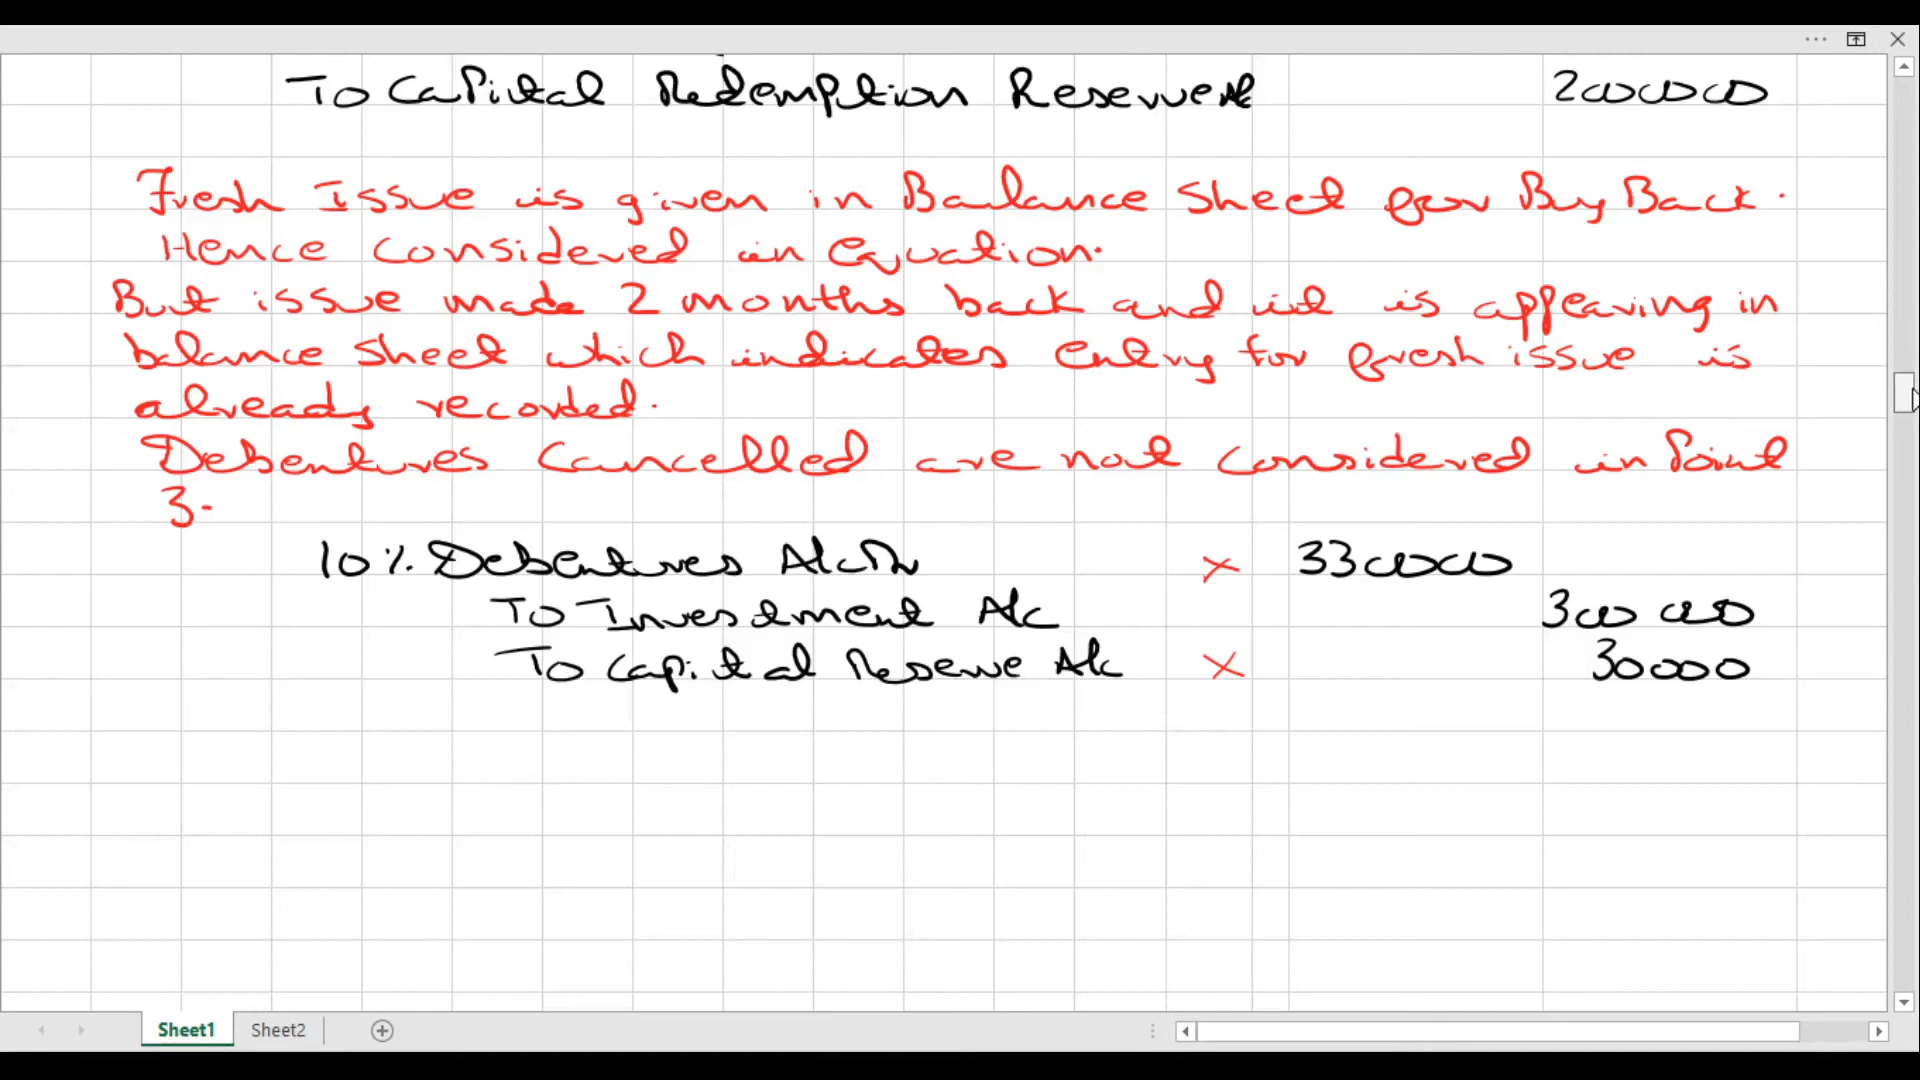 To Capital Redemption Reserve A/c 2000000
Fresh Issue is given in Balance Sheet for Buy Back.
Hence considered in equation.
But issue made 2 months back and it is appearing in
balance sheet which indicates entry for fresh issue is
already recorded.
Debentures Cancelled are not considered in Point
3.
10% Debentures A/c Dr x 330000
To Investment A/c 300000
To Capital Reserve A/c x 30000
Sheet1 Sheet2